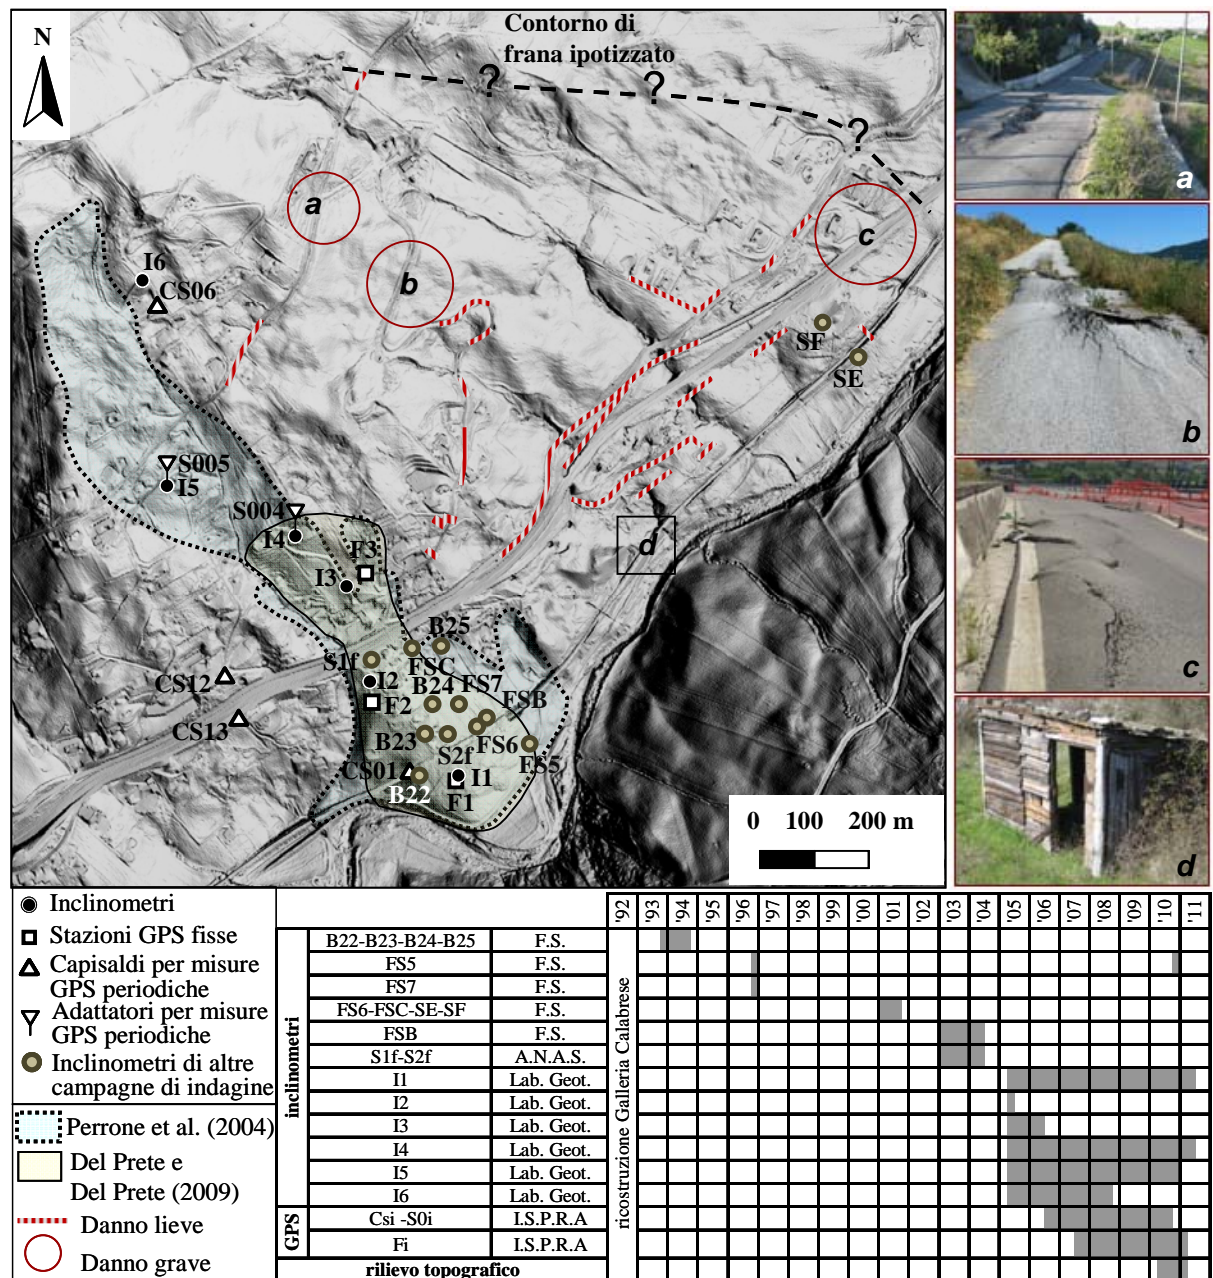 N
Contorno di
frana ipotizzato
?
?
?
a
b
c
d
I6
CS06
SF
SE
S005
I5
S004
I4
F3
I3
B25
S1f
FSC
I2
B24
FS7
CS12
F2
FSB
CS13
B23
S2f
FS6
FS5
CS01
I1
B22
F1
0 100 200 m
a
b
c
d
Inclinometri
Stazioni GPS fisse
Capisaldi per misure
GPS periodiche
Adattatori per misure
GPS periodiche
Inclinometri di altre
campagne di indagine
Perrone et al. (2004)
Del Prete e
Del Prete (2009)
Danno lieve
Danno grave
'92 '93 '94 '95 '96 '97 '98 '99 '00 '01 '02 '03 '04 '05 '06 '07 '08 '09 '10 '11
inclinometri
B22-B23-B24-B25 F.S.
FS5 F.S.
FS7 F.S.
FS6-FSC-SE-SF F.S.
FSB F.S.
S1f-S2f A.N.A.S.
I1 Lab. Geot.
I2 Lab. Geot.
I3 Lab. Geot.
I4 Lab. Geot.
I5 Lab. Geot.
I6 Lab. Geot.
GPS
Csi -S0i I.S.P.R.A
Fi I.S.P.R.A
rilievo topografico
ricostruzione Galleria Calabrese